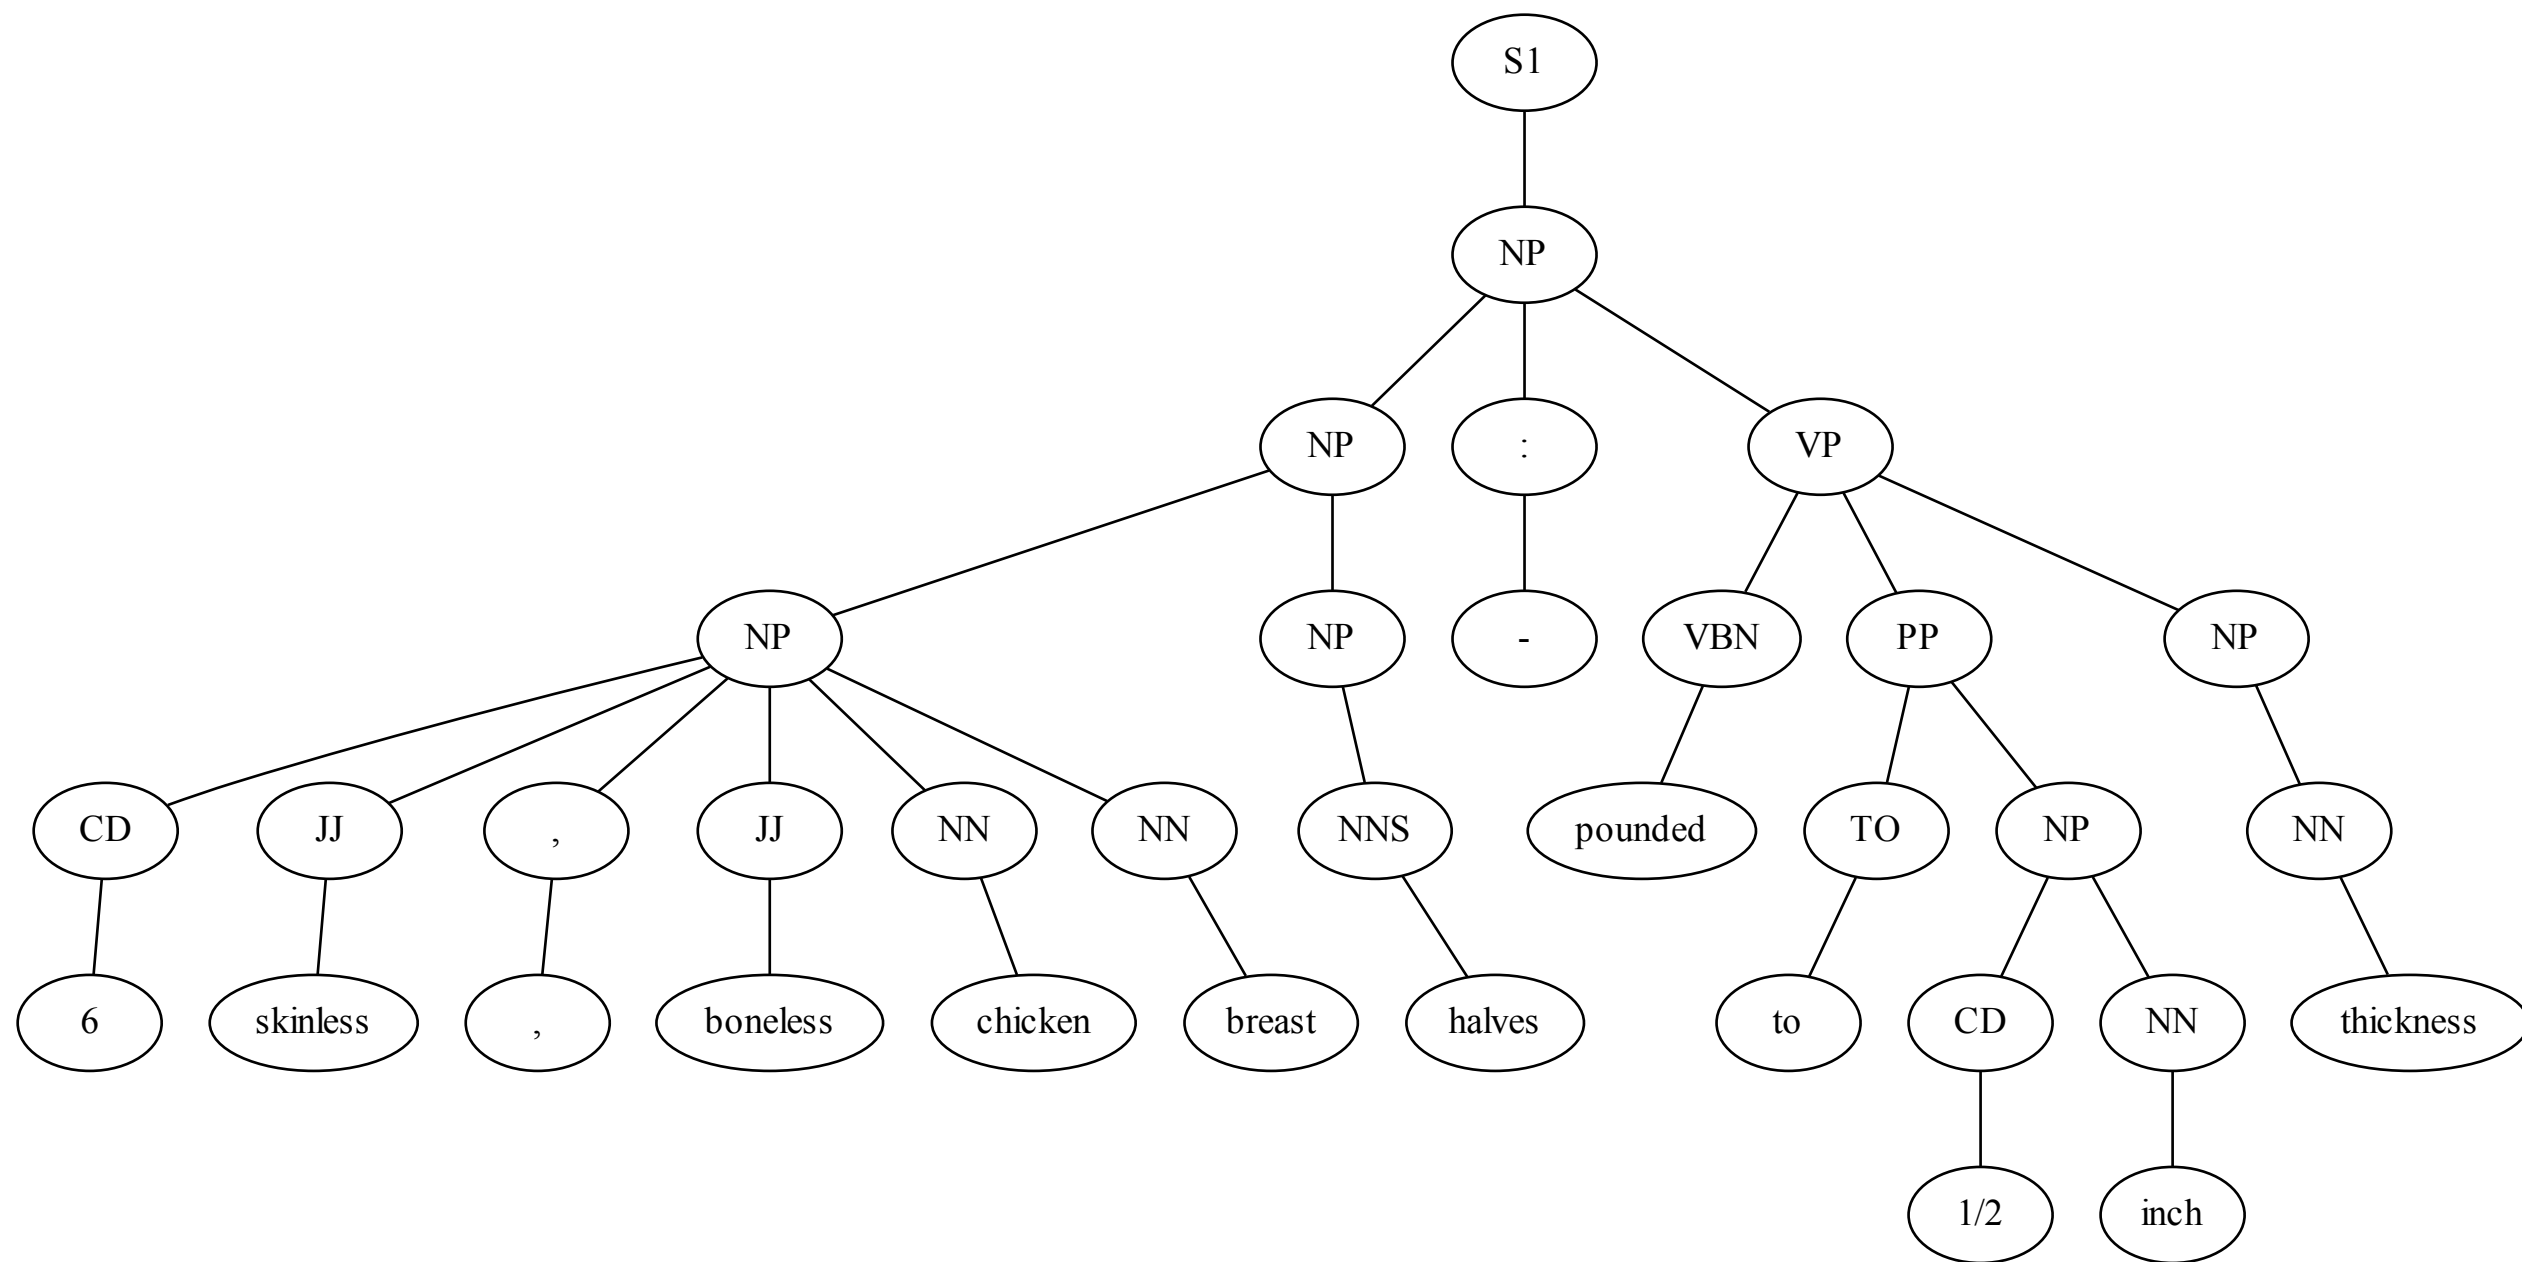 S1
NP
NP : VP
NP NP - VBN PP NP
CD JJ , JJ NN NN NNS pounded TO NP NN
6 skinless , boneless chicken breast halves to CD NN thickness
1/2 inch